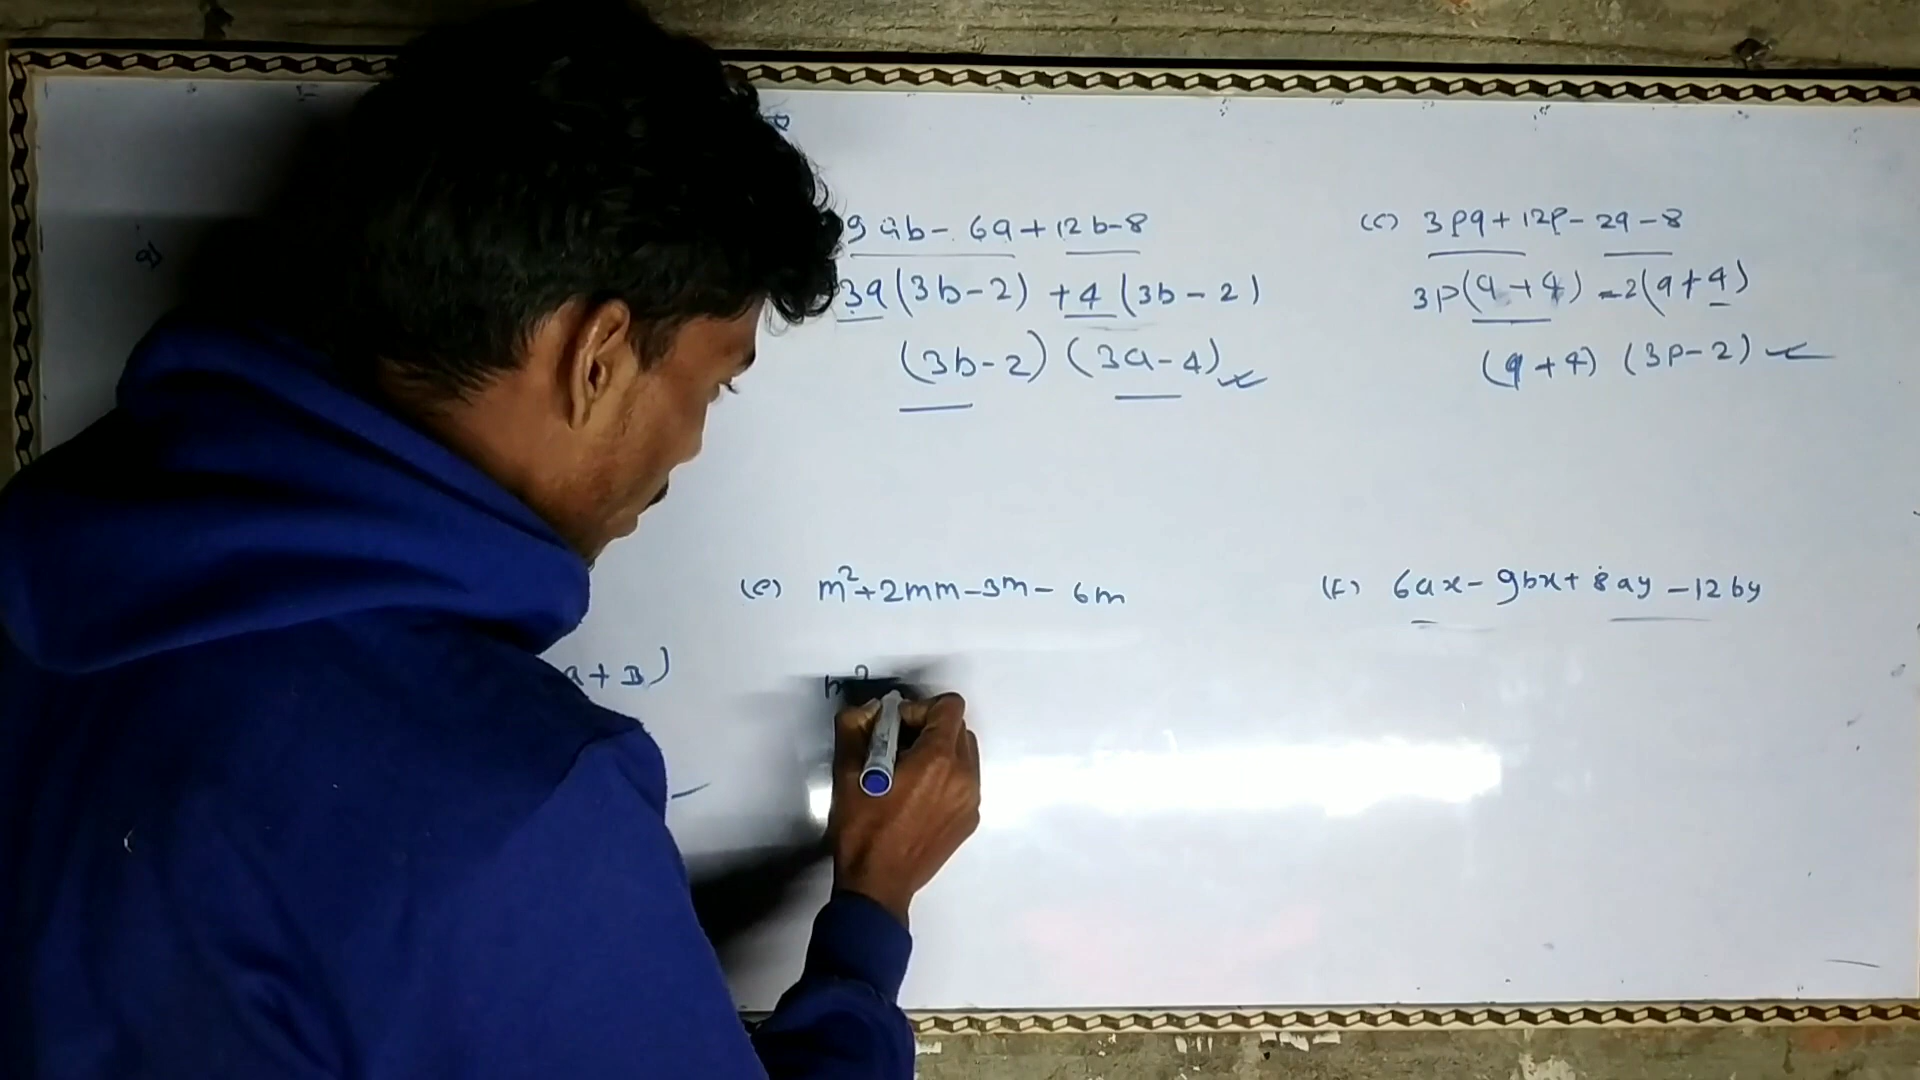 9ab - 6a + 12b - 8
3a (3b - 2) + 4 (3b - 2)
(3b - 2) (3a - 4)
(c) 3pq + 12p - 2q - 8
3p (q + 4) - 2 (q + 4)
(q + 4) (3p - 2)
a)
a + B)
(e) m² + 2mm - 3m - 6m
m²
(f) 6ax - 9bx + 8ay - 12by